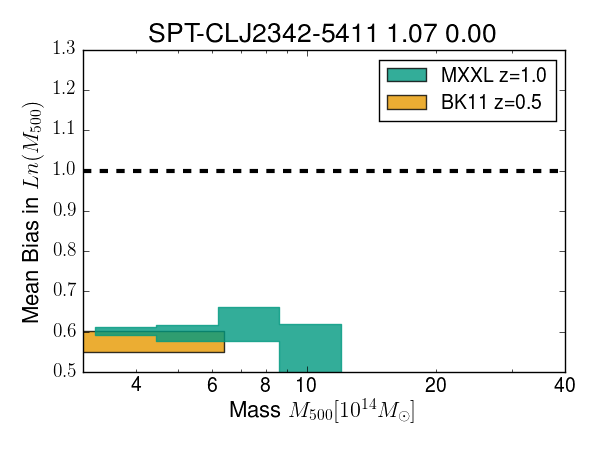 SPT-CLJ2342-5411 1.07 0.00
MXXL z=1.0
BK11 z=0.5
1.3
1.2
1.1
1.0
0.9
0.8
0.7
0.6
0.5
Mean Bias in Ln(M₅₀₀)
4 6 8 10 20 40
Mass M₅₀₀[10¹⁴M☉]